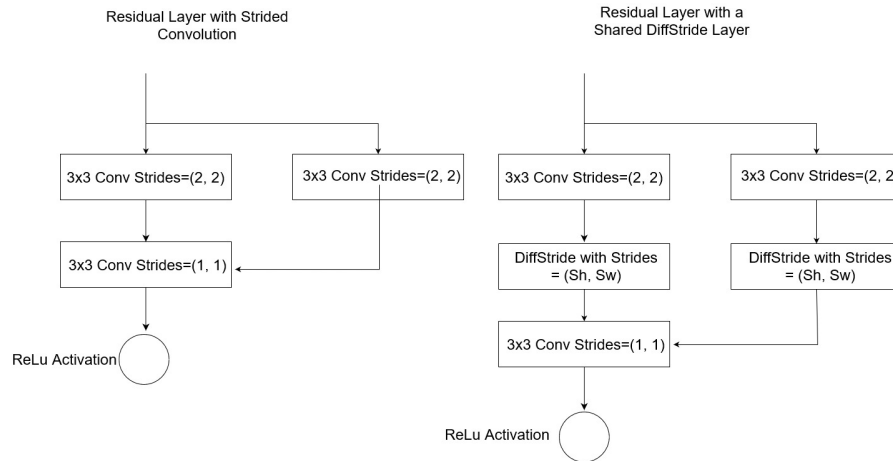 Residual Layer with Strided
Convolution
3x3 Conv Strides=(2, 2)
3x3 Conv Strides=(2, 2)
3x3 Conv Strides=(1, 1)
ReLu Activation
Residual Layer with a
Shared DiffStride Layer
3x3 Conv Strides=(2, 2)
3x3 Conv Strides=(2, 2
DiffStride with Strides
= (Sh, Sw)
DiffStride with Strides
= (Sh, Sw)
3x3 Conv Strides=(1, 1)
ReLu Activation